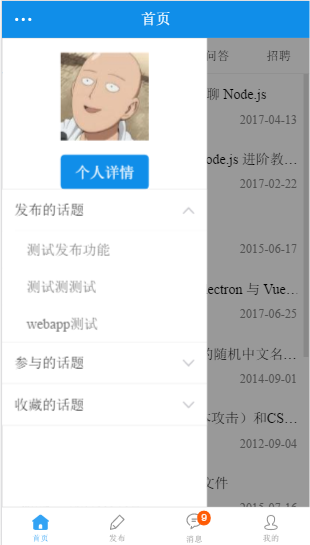 首页
问答 招聘
聊 Node.js
2017-04-13
个人详情
ode.js 进阶教…
2017-02-22
发布的话题
测试发布功能
2015-06-17
测试测测试
lectron 与 Vue…
2017-06-25
webapp测试
参与的话题
的随机中文名…
2014-09-01
收藏的话题
攻击）和CS…
2012-09-04
文件
首页 发布 9 消息 我的